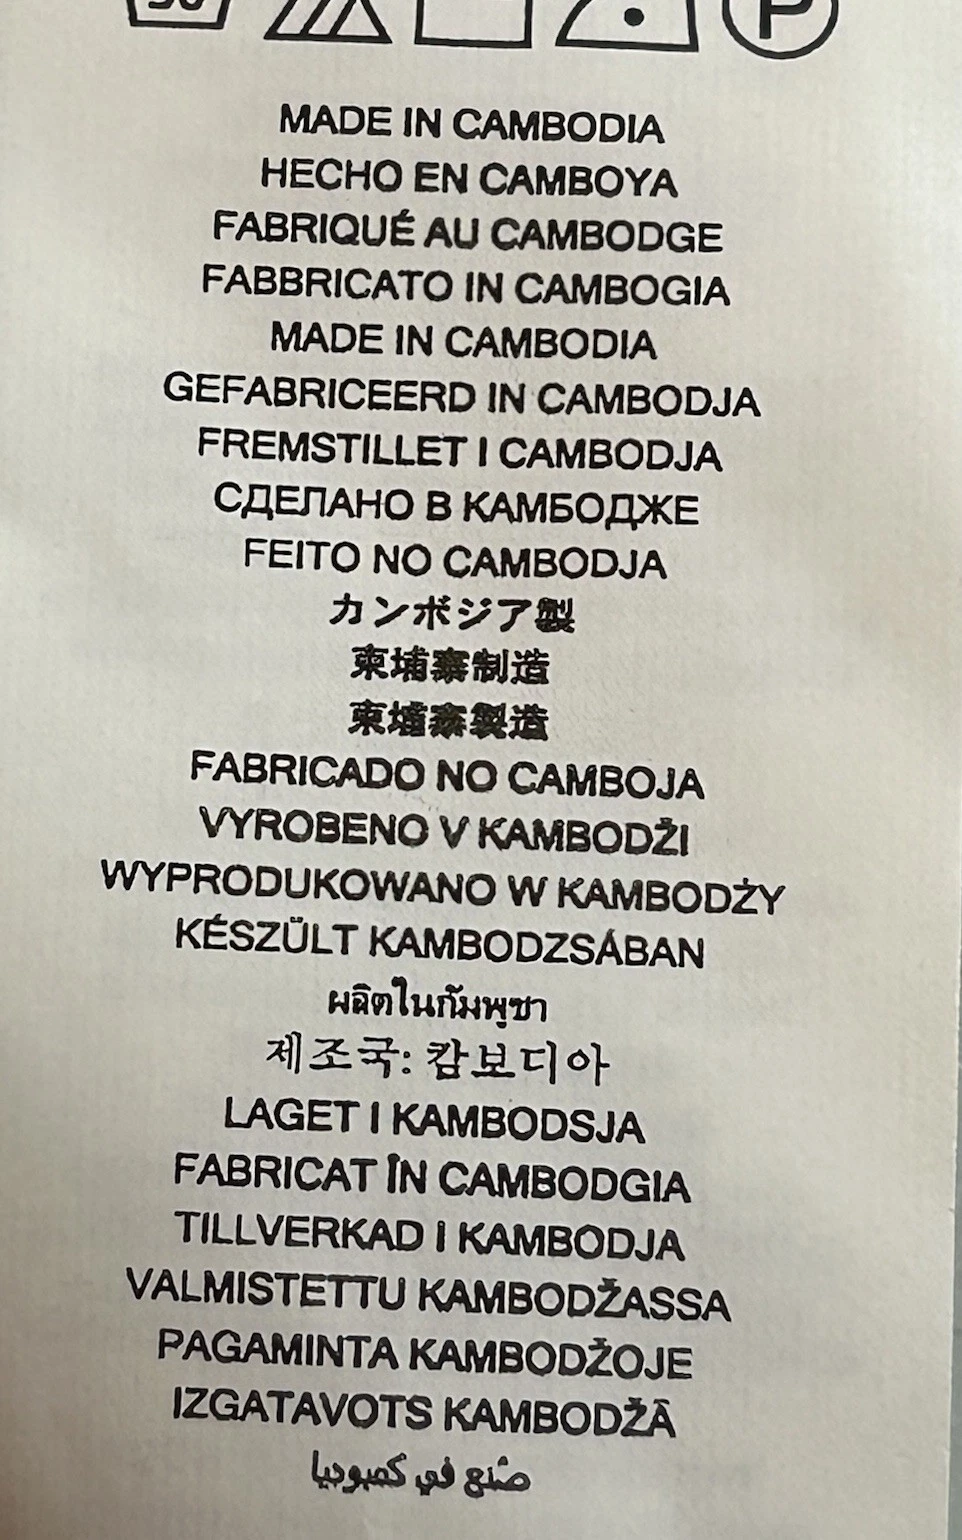 P
MADE IN CAMBODIA
HECHO EN CAMBOYA
FABRIQUÉ AU CAMBODGE
FABBRICATO IN CAMBOGIA
MADE IN CAMBODIA
GEFABRICEERD IN CAMBODJA
FREMSTILLET I CAMBODJA
СДЕЛАНО В КАМБОДЖЕ
FEITO NO CAMBODJA
カンボジア製
柬埔寨制造
柬埔寨製造
FABRICADO NO CAMBOJA
VYROBENO V KAMBODŽI
WYPRODUKOWANO W KAMBODŻY
KÉSZÜLT KAMBODZSÁBAN
ผลิตในกัมพูชา
제조국: 캄보디아
LAGET I KAMBODSJA
FABRICAT ÎN CAMBODGIA
TILLVERKAD I KAMBODJA
VALMISTETTU KAMBODŽASSA
PAGAMINTA KAMBODŽOJE
IZGATAVOTS KAMBODŽĀ
صنع في كمبوديا